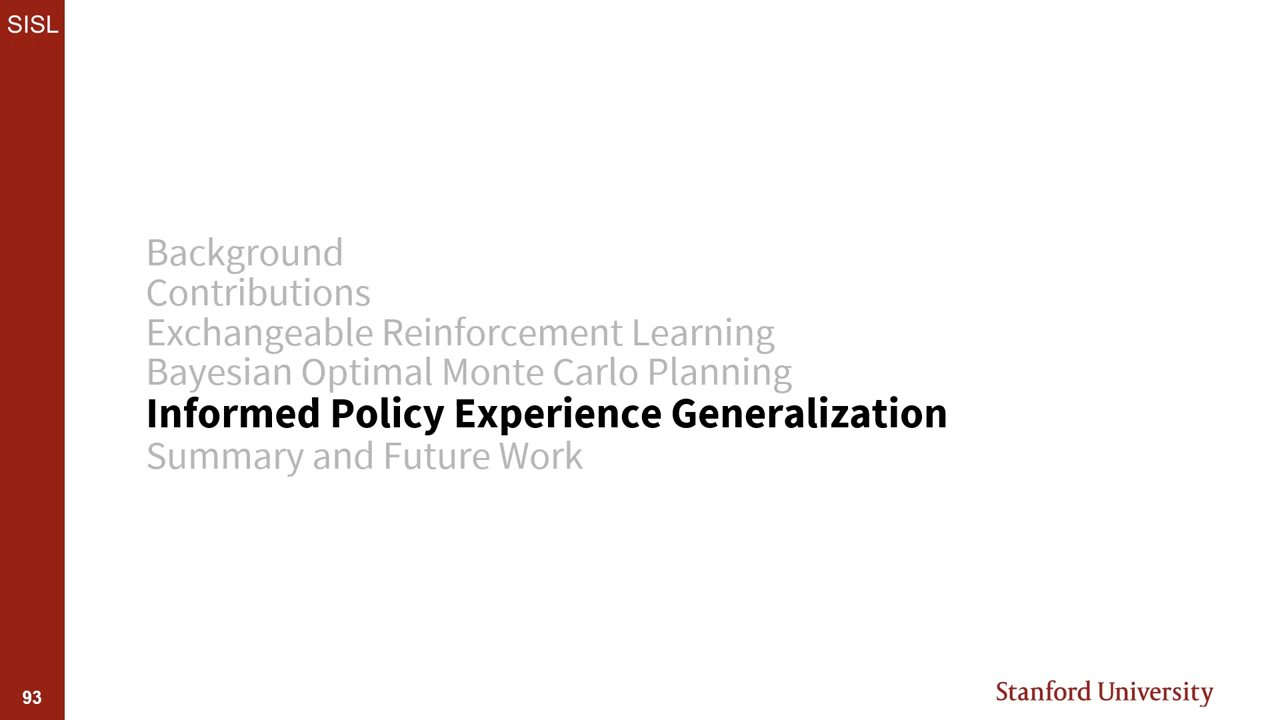 SISL
Background
Contributions
Exchangeable Reinforcement Learning
Bayesian Optimal Monte Carlo Planning
Informed Policy Experience Generalization
Summary and Future Work
93
Stanford University